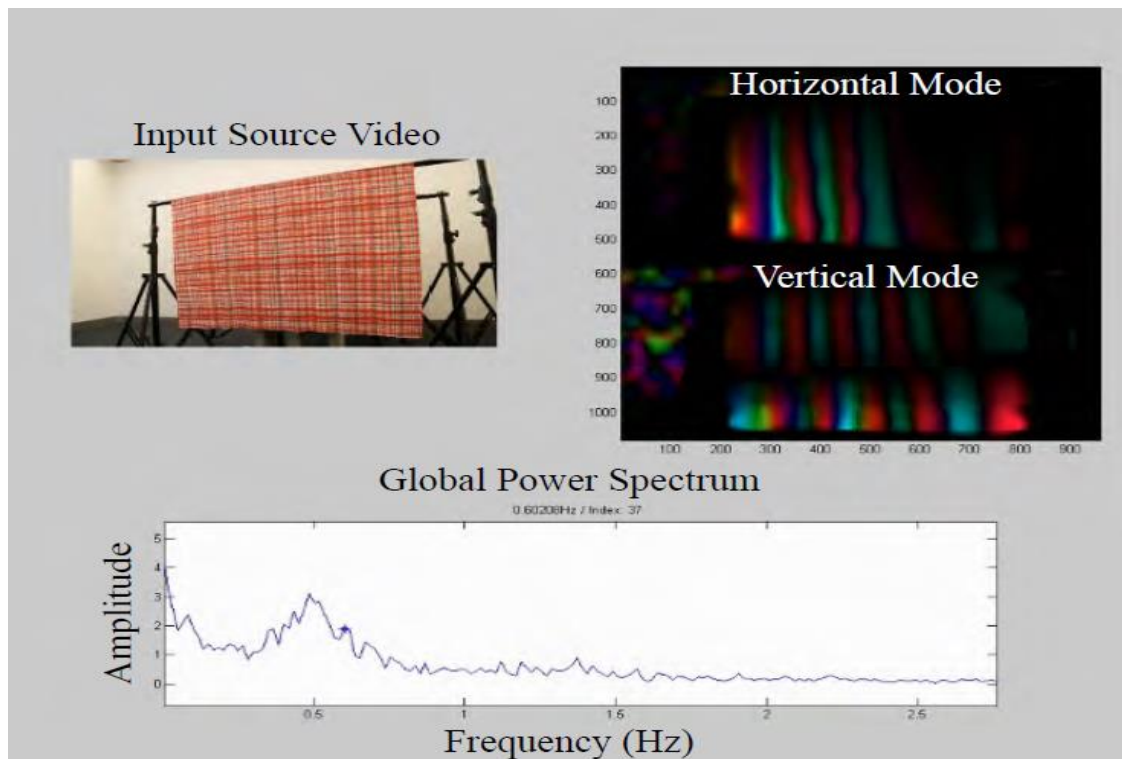 Input Source Video
Horizontal Mode
100
200
300
400
500
Vertical Mode
600
700
800
900
1000
100 200 300 400 500 600 700 800 900
Global Power Spectrum
0.60208Hz / Index: 37
Amplitude
5
4
3
2
1
0
0.5 1 1.5 2 2.5
Frequency (Hz)